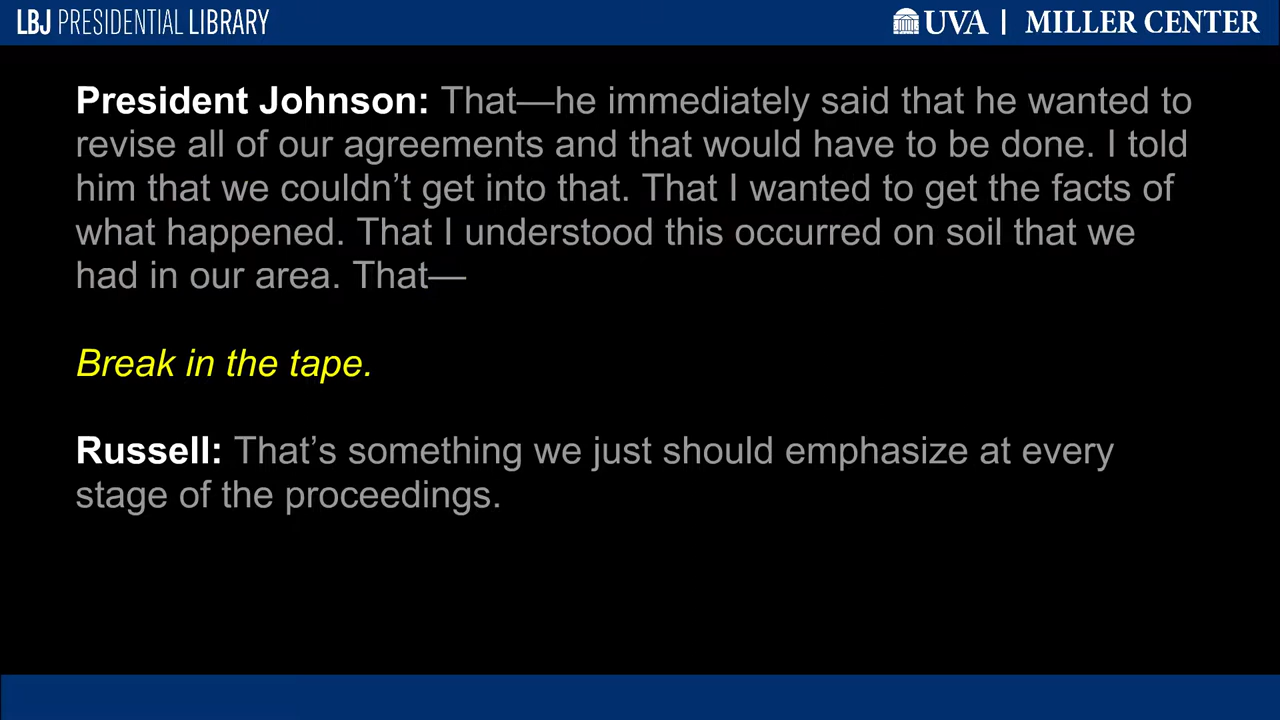 LBJ PRESIDENTIAL LIBRARY
UVA | MILLER CENTER
President Johnson: That—he immediately said that he wanted to
revise all of our agreements and that would have to be done. I told
him that we couldn’t get into that. That I wanted to get the facts of
what happened. That I understood this occurred on soil that we
had in our area. That—
Break in the tape.
Russell: That’s something we just should emphasize at every
stage of the proceedings.